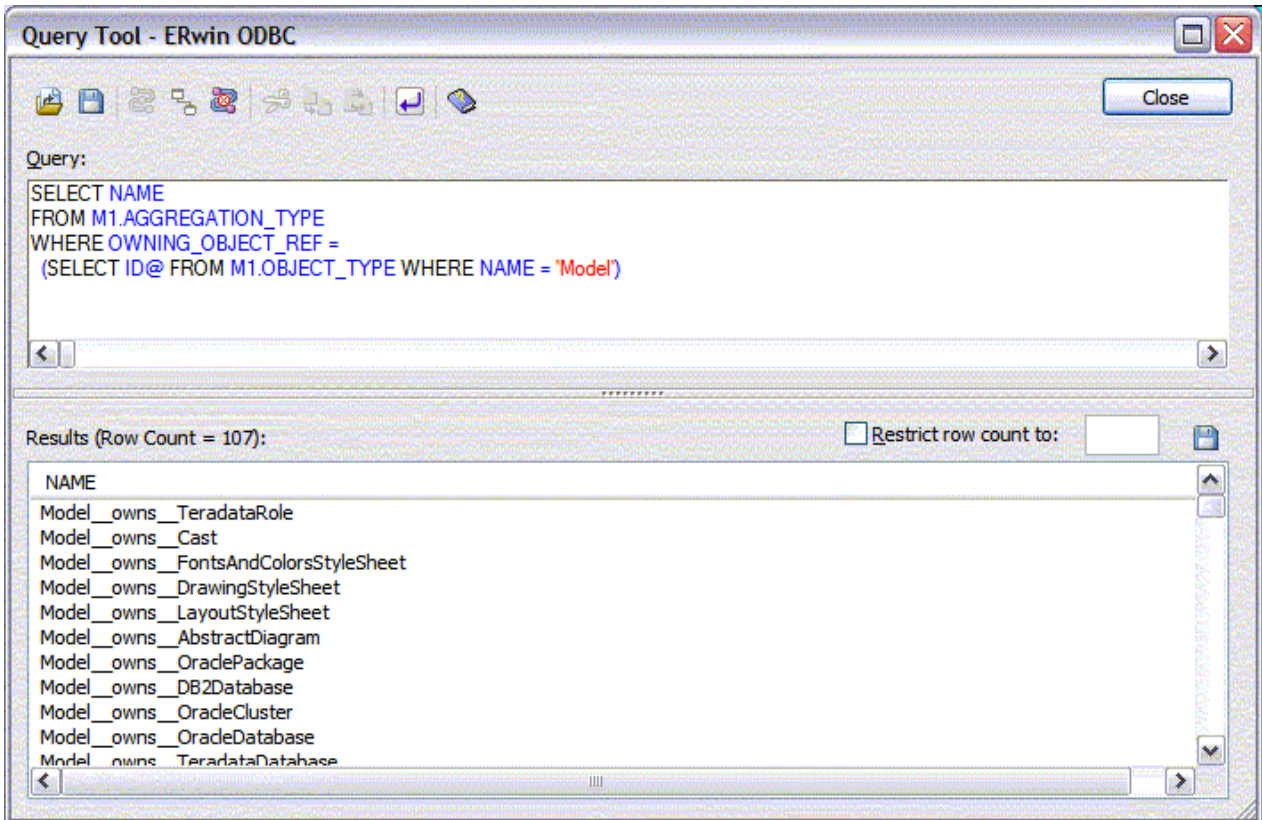 Query Tool - ERwin ODBC
Close
Query:
SELECT NAME
FROM M1.AGGREGATION_TYPE
WHERE OWNING_OBJECT_REF =
(SELECT ID@ FROM M1.OBJECT_TYPE WHERE NAME = 'Model')
Results (Row Count = 107):
Restrict row count to:
NAME
Model__owns__TeradataRole
Model__owns__Cast
Model__owns__FontsAndColorsStyleSheet
Model__owns__DrawingStyleSheet
Model__owns__LayoutStyleSheet
Model__owns__AbstractDiagram
Model__owns__OraclePackage
Model__owns__DB2Database
Model__owns__OracleCluster
Model__owns__OracleDatabase
Model__owns__TeradataDatabase